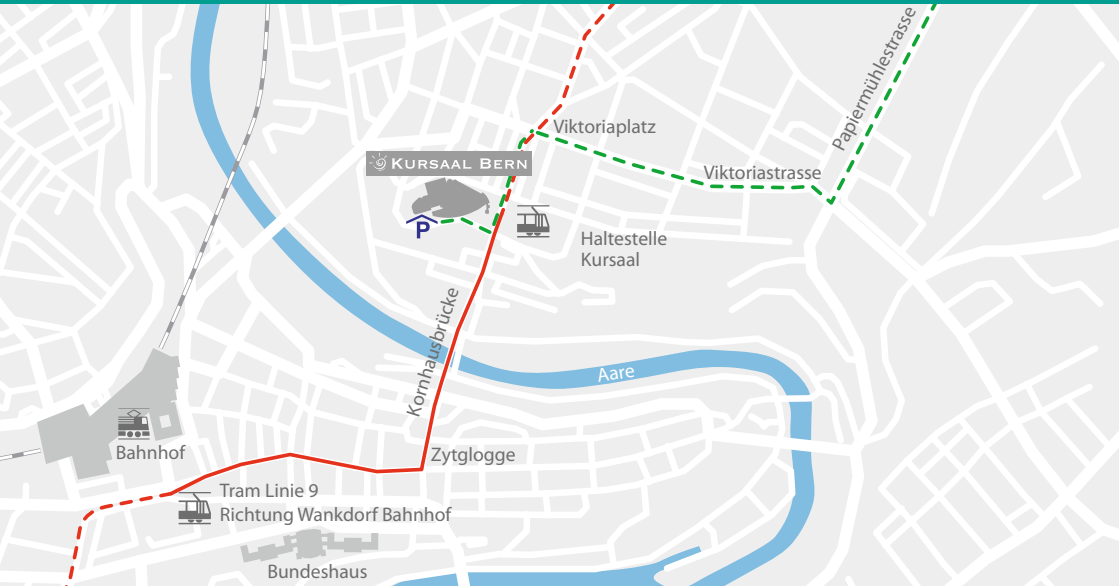 Papiermühlestrasse
Viktoriaplatz
KURSAAL BERN
Viktoriastrasse
P
Haltestelle
Kursaal
Kornhausbrücke
Aare
Bahnhof
Zytglogge
Tram Linie 9
Richtung Wankdorf Bahnhof
Bundeshaus